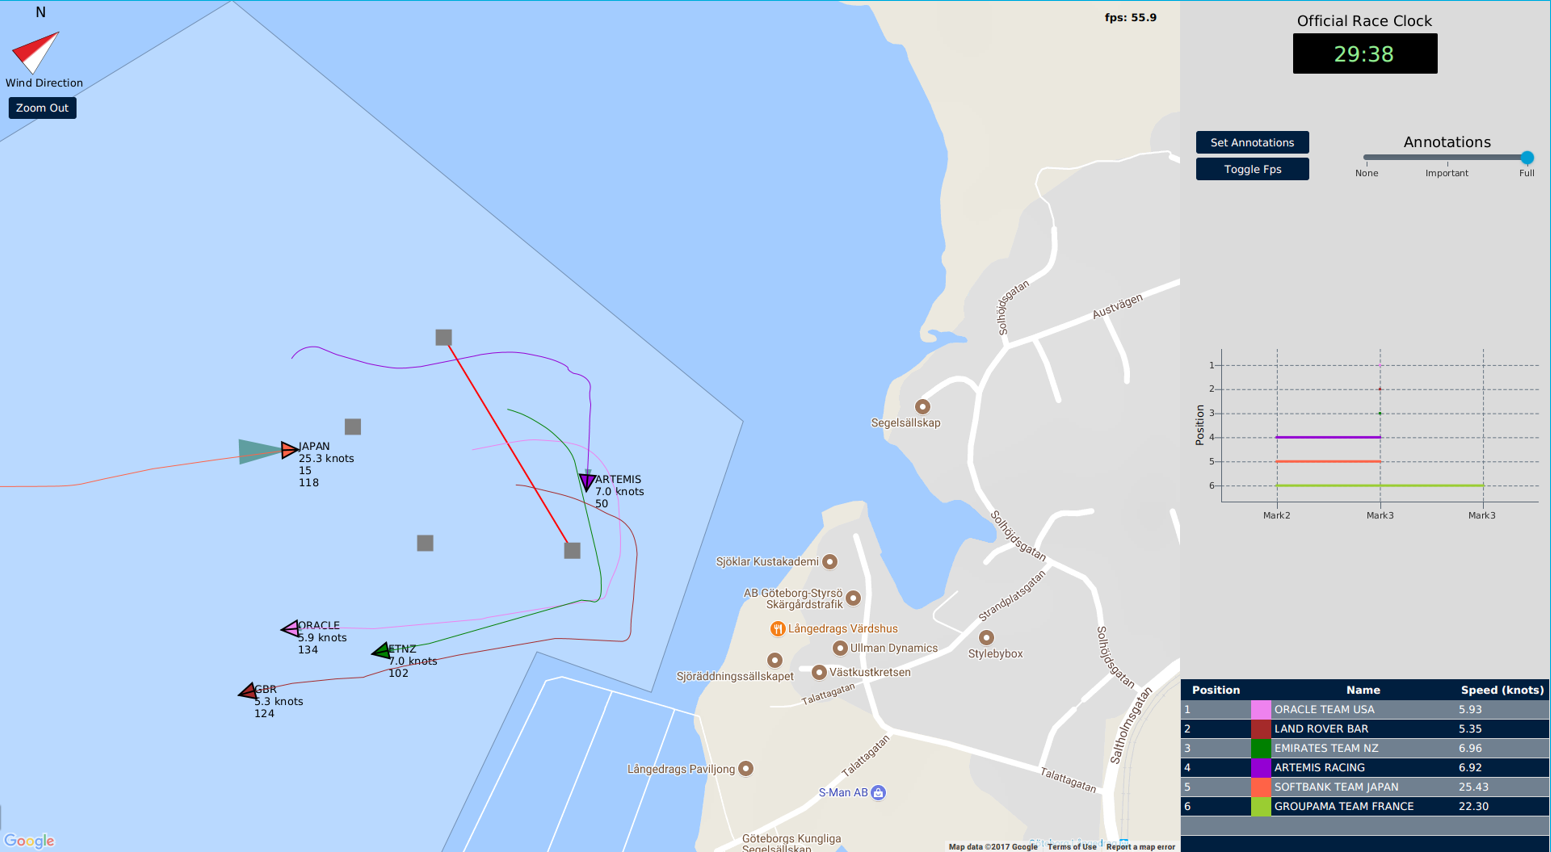 N
Wind Direction
Zoom Out
fps: 55.9
JAPAN
25.3 knots
15
118
ARTEMIS
7.0 knots
50
ORACLE
5.9 knots
134
ETNZ
7.0 knots
102
GBR
5.3 knots
124
Solhöjdsgatan
Austvägen
Segelsällskap
Solhöjdsgatan
Sjöklar Kustakademi
AB Göteborg-Styrsö
Skärgårdstrafik
Strandplatsgatan
Långedrags Värdshus
Ullman Dynamics
Stylebybox
Solhöjdsgatan
Sjöräddningssällskapet
Västkustkretsen
Talattagatan
Saltholmsgatan
Talattagatan
Långedrags Paviljong
Talattagatan
S-Man AB
Göteborgs Kungliga
Segelsällskap
Google
Map data ©2017 Google
Terms of Use
Report a map error
Official Race Clock
29:38
Set Annotations
Toggle Fps
Annotations
None
Important
Full
Position
1
2
3
4
5
6
Mark2
Mark3
Mark3
Position Name Speed (knots)
1 ORACLE TEAM USA 5.93
2 LAND ROVER BAR 5.35
3 EMIRATES TEAM NZ 6.96
4 ARTEMIS RACING 6.92
5 SOFTBANK TEAM JAPAN 25.43
6 GROUPAMA TEAM FRANCE 22.30